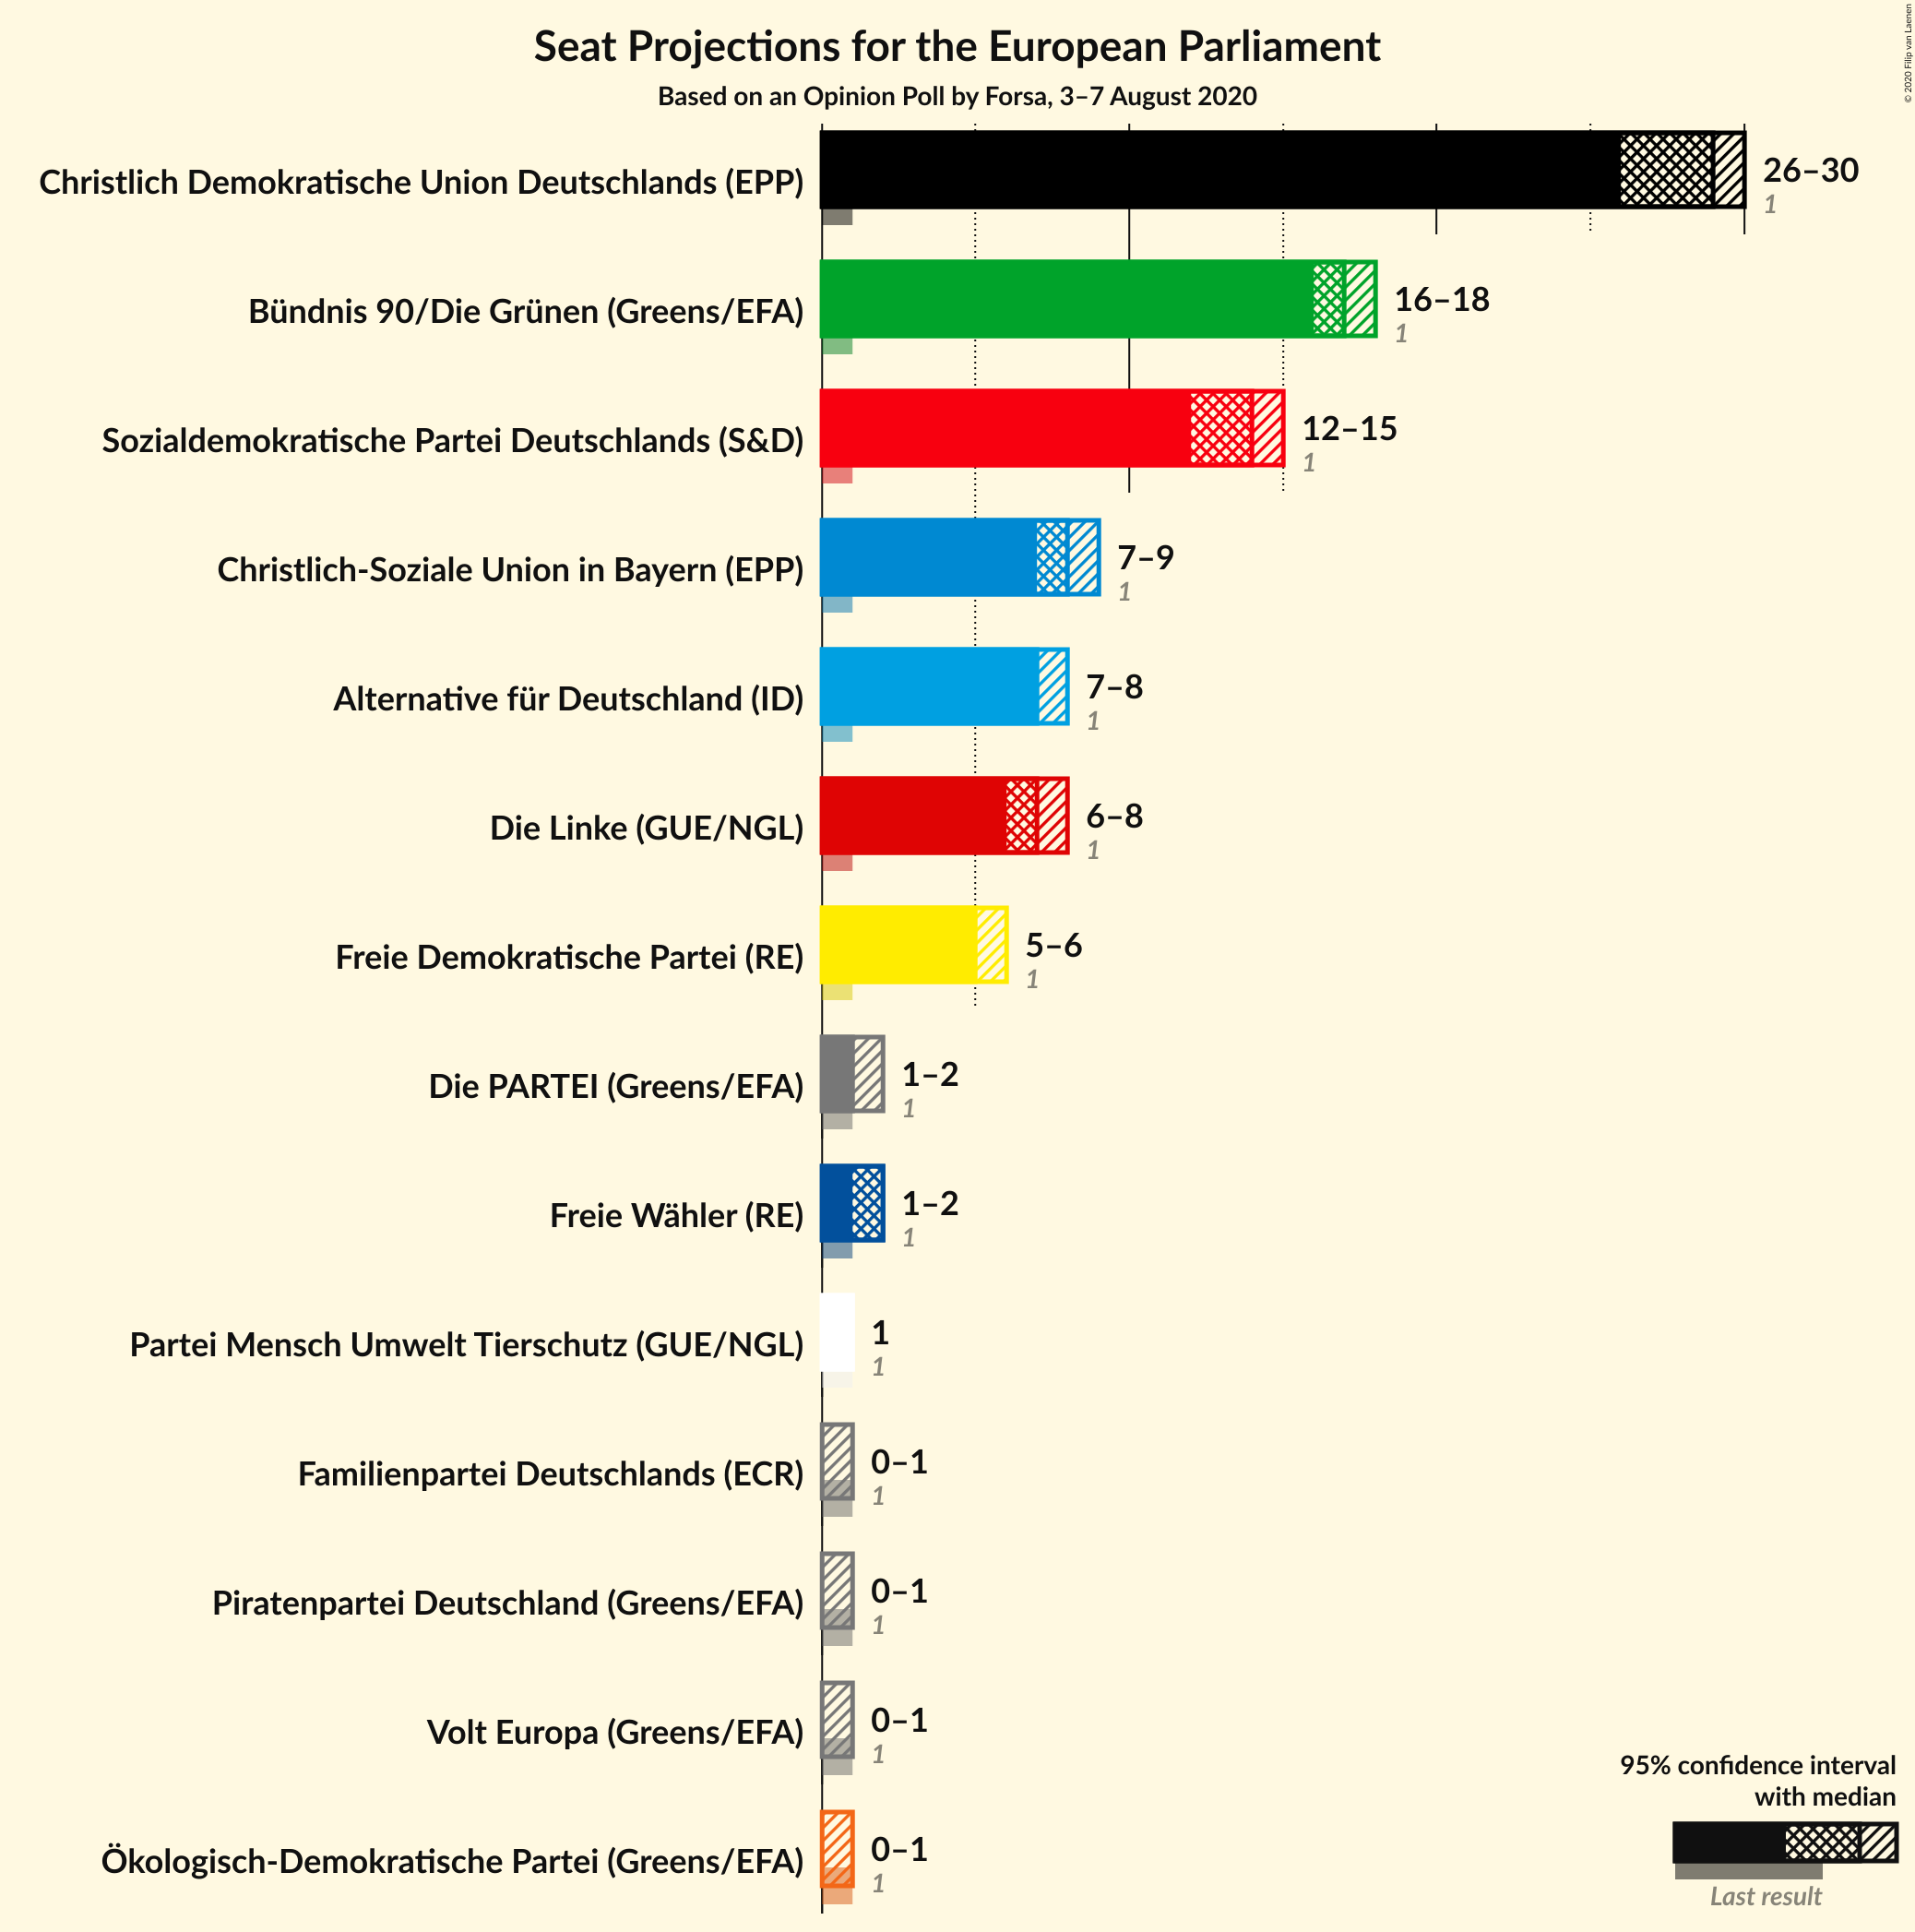 Seat Projections for the European Parliament
Based on an Opinion Poll by Forsa, 3–7 August 2020
© 2020 Filip van Laenen
Christlich Demokratische Union Deutschlands (EPP)
26–30
1
Bündnis 90/Die Grünen (Greens/EFA)
16–18
1
Sozialdemokratische Partei Deutschlands (S&D)
12–15
1
Christlich-Soziale Union in Bayern (EPP)
7–9
1
Alternative für Deutschland (ID)
7–8
1
Die Linke (GUE/NGL)
6–8
1
Freie Demokratische Partei (RE)
5–6
1
Die PARTEI (Greens/EFA)
1–2
1
Freie Wähler (RE)
1–2
1
Partei Mensch Umwelt Tierschutz (GUE/NGL)
1
1
Familienpartei Deutschlands (ECR)
0–1
1
Piratenpartei Deutschland (Greens/EFA)
0–1
1
Volt Europa (Greens/EFA)
0–1
1
Ökologisch-Demokratische Partei (Greens/EFA)
0–1
1
95% confidence interval
with median
Last result